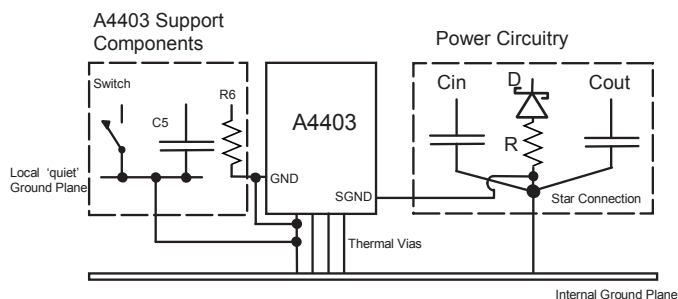 A4403 Support
Components
Power Circuitry
Switch
C5
R6
A4403
Cin
D
Cout
R
Local ‘quiet’
Ground Plane
GND
SGND
Star Connection
Thermal Vias
Internal Ground Plane